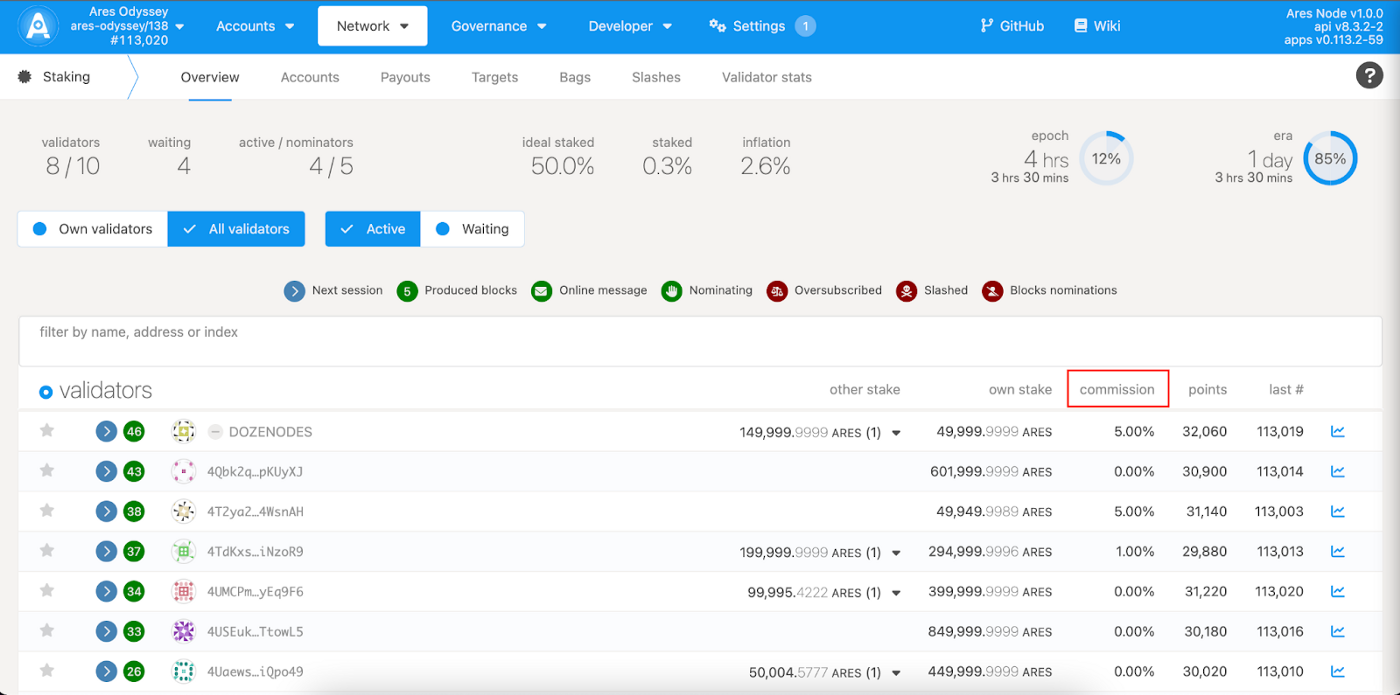 Ares Odyssey
ares-odyssey/138
#113,020
Accounts
Network
Governance
Developer
Settings 1
GitHub
Wiki
Ares Node v1.0.0
api v8.3.2-2
apps v0.113.2-59
Staking
Overview
Accounts
Payouts
Targets
Bags
Slashes
Validator stats
?
validators
8 / 10
waiting
4
active / nominators
4 / 5
ideal staked
50.0%
staked
0.3%
inflation
2.6%
epoch
4 hrs
3 hrs 30 mins
12%
era
1 day
3 hrs 30 mins
85%
Own validators
All validators
Active
Waiting
Next session
5 Produced blocks
Online message
Nominating
Oversubscribed
Slashed
Blocks nominations
filter by name, address or index
validators other stake own stake commission points last #
46 DOZENODES 149,999.9999 ARES (1) 49,999.9999 ARES 5.00% 32,060 113,019
43 4Qbk2q…pKUyXJ 601,999.9999 ARES 0.00% 30,900 113,014
38 4T2ya2…4WsnAH 49,949.9989 ARES 5.00% 31,140 113,003
37 4TdKxs…iNzoR9 199,999.9999 ARES (1) 294,999.9996 ARES 1.00% 29,880 113,013
34 4UMCPm…yEq9F6 99,995.4222 ARES (1) 399,999.9999 ARES 0.00% 31,220 113,020
33 4USEuk…TtowL5 849,999.9999 ARES 0.00% 30,180 113,016
26 4Uaews…iQpo49 50,004.5777 ARES (1) 449,999.9999 ARES 0.00% 30,020 113,010